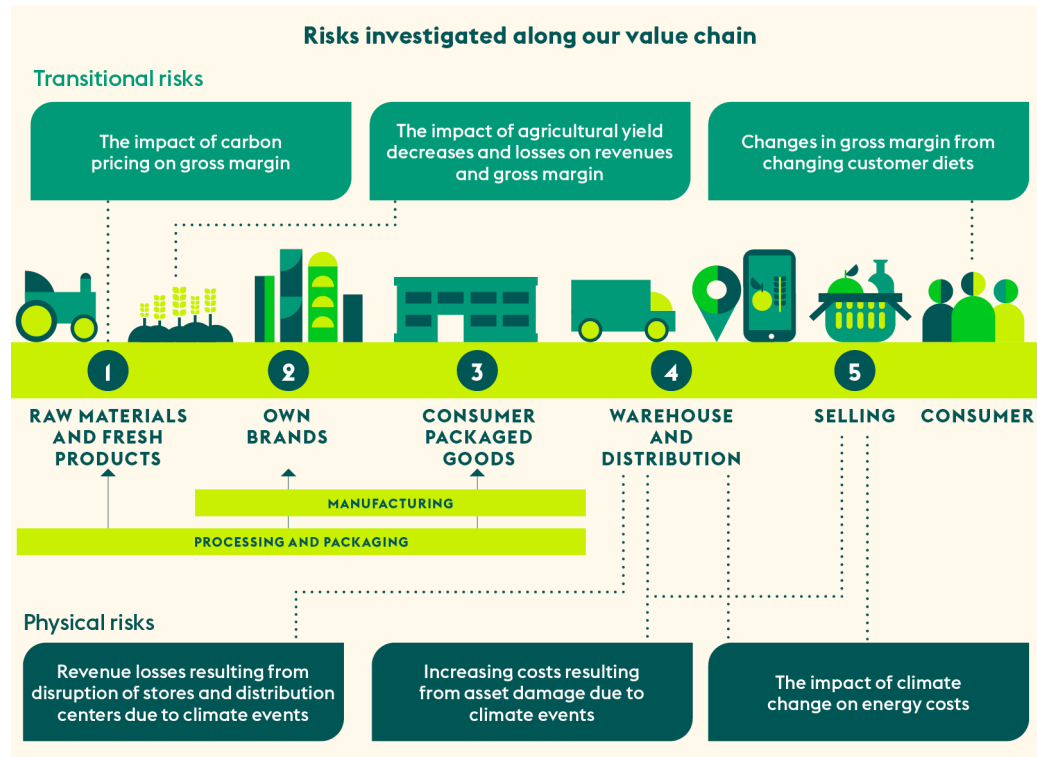 Risks investigated along our value chain
Transitional risks
The impact of carbon
pricing on gross margin
The impact of agricultural yield
decreases and losses on revenues
and gross margin
Changes in gross margin from
changing customer diets
1
2
3
4
5
RAW MATERIALS
AND FRESH
PRODUCTS
OWN
BRANDS
CONSUMER
PACKAGED
GOODS
WAREHOUSE
AND
DISTRIBUTION
SELLING
CONSUMER
MANUFACTURING
PROCESSING AND PACKAGING
Physical risks
Revenue losses resulting from
disruption of stores and distribution
centers due to climate events
Increasing costs resulting
from asset damage due to
climate events
The impact of climate
change on energy costs